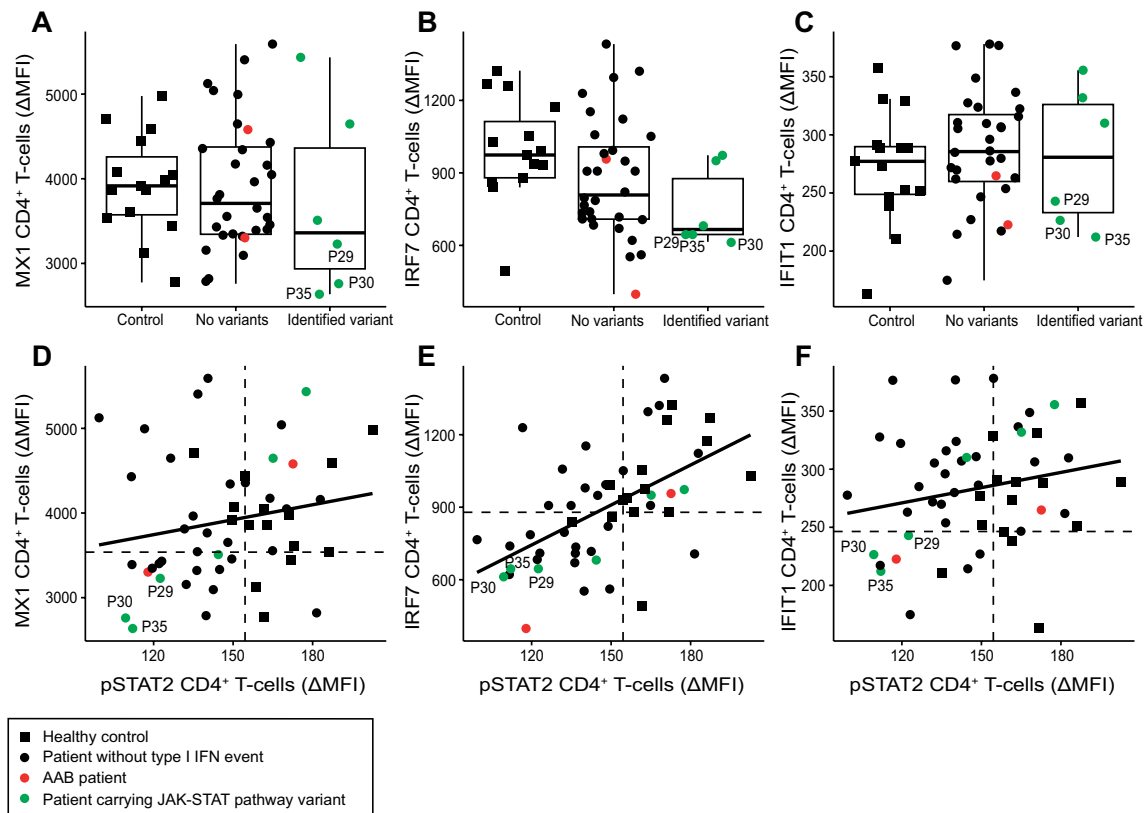 A
B
C
MX1 CD4+ T-cells (ΔMFI)
5000
4000
3000
P29
P30
P35
Control
No variants
Identified variant
IRF7 CD4+ T-cells (ΔMFI)
1200
900
600
P29
P35
P30
Control
No variants
Identified variant
IFIT1 CD4+ T-cells (ΔMFI)
350
300
250
200
P29
P30
P35
Control
No variants
Identified variant
D
E
F
MX1 CD4+ T-cells (ΔMFI)
5000
4000
3000
P29
P30
P35
120
150
180
pSTAT2 CD4+ T-cells (ΔMFI)
IRF7 CD4+ T-cells (ΔMFI)
1200
900
600
P35
P30
P29
120
150
180
pSTAT2 CD4+ T-cells (ΔMFI)
IFIT1 CD4+ T-cells (ΔMFI)
350
300
250
200
P30
P29
P35
120
150
180
pSTAT2 CD4+ T-cells (ΔMFI)
Healthy control
Patient without type I IFN event
AAB patient
Patient carrying JAK-STAT pathway variant